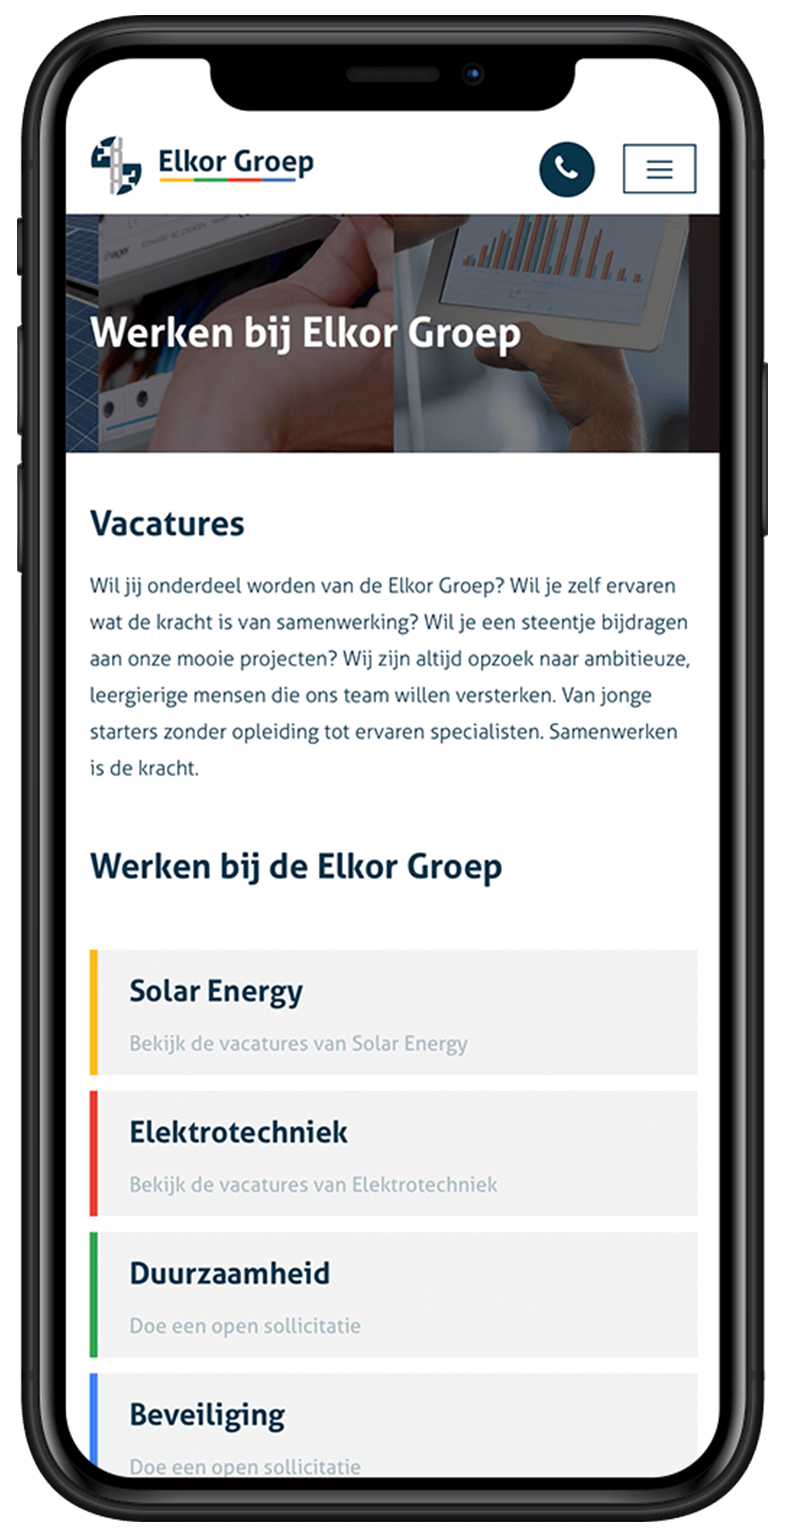 Elkor Groep
hager
Werken bij Elkor Groep
Vacatures
Wil jij onderdeel worden van de Elkor Groep? Wil je zelf ervaren
wat de kracht is van samenwerking? Wil je een steentje bijdragen
aan onze mooie projecten? Wij zijn altijd opzoek naar ambitieuze,
leergierige mensen die ons team willen versterken. Van jonge
starters zonder opleiding tot ervaren specialisten. Samenwerken
is de kracht.
Werken bij de Elkor Groep
Solar Energy
Bekijk de vacatures van Solar Energy
Elektrotechniek
Bekijk de vacatures van Elektrotechniek
Duurzaamheid
Doe een open sollicitatie
Beveiliging
Doe een open sollicitatie